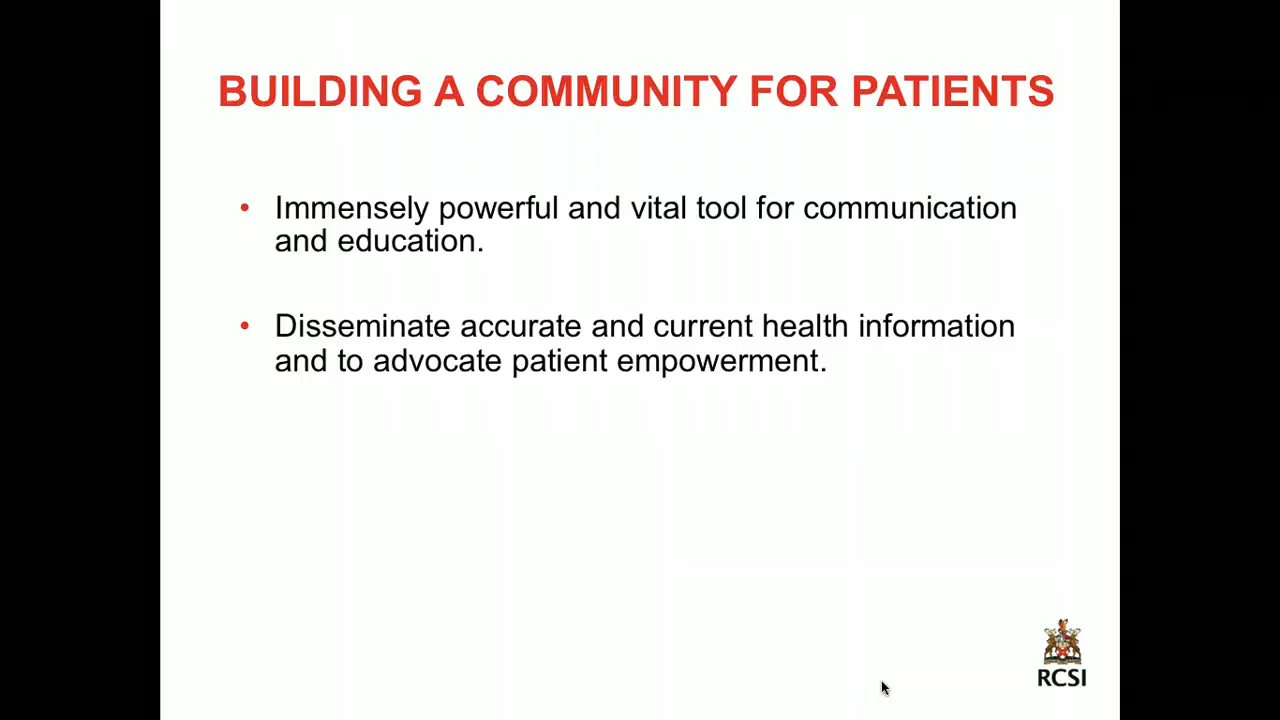 BUILDING A COMMUNITY FOR PATIENTS
• Immensely powerful and vital tool for communication
and education.
• Disseminate accurate and current health information
and to advocate patient empowerment.
RCSI